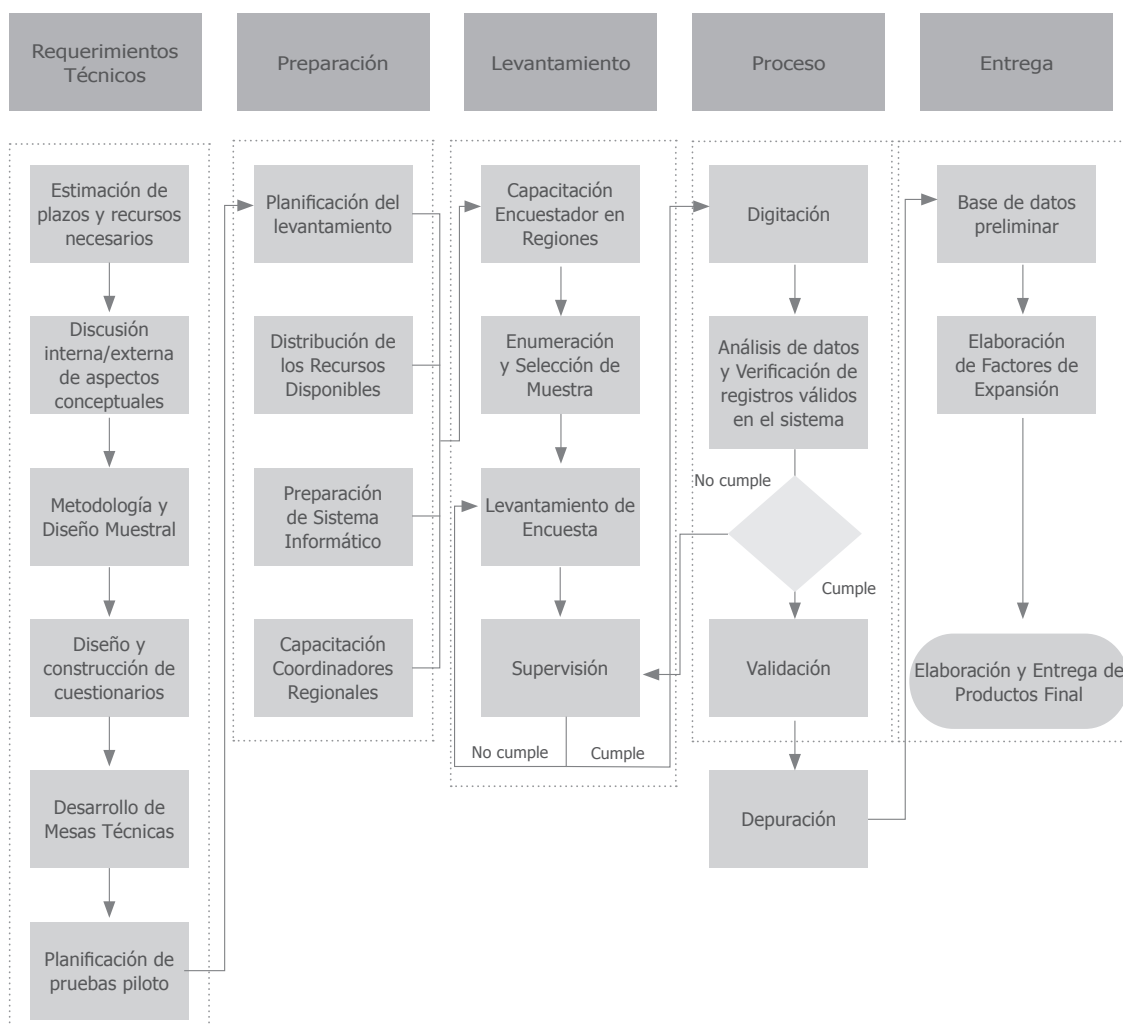 Requerimientos
Técnicos
Preparación
Levantamiento
Proceso
Entrega
Estimación de
plazos y recursos
necesarios
Discusión
interna/externa
de aspectos
conceptuales
Metodología y
Diseño Muestral
Diseño y
construcción de
cuestionarios
Desarrollo de
Mesas Técnicas
Planificación de
pruebas piloto
Planificación del
levantamiento
Distribución de
los Recursos
Disponibles
Preparación
de Sistema
Informático
Capacitación
Coordinadores
Regionales
Capacitación
Encuestador en
Regiones
Enumeración
y Selección de
Muestra
Levantamiento de
Encuesta
Supervisión
No cumple
Cumple
Digitación
Análisis de datos
y Verificación de
registros válidos
en el sistema
No cumple
Cumple
Validación
Depuración
Base de datos
preliminar
Elaboración
de Factores de
Expansión
Elaboración y Entrega de
Productos Final